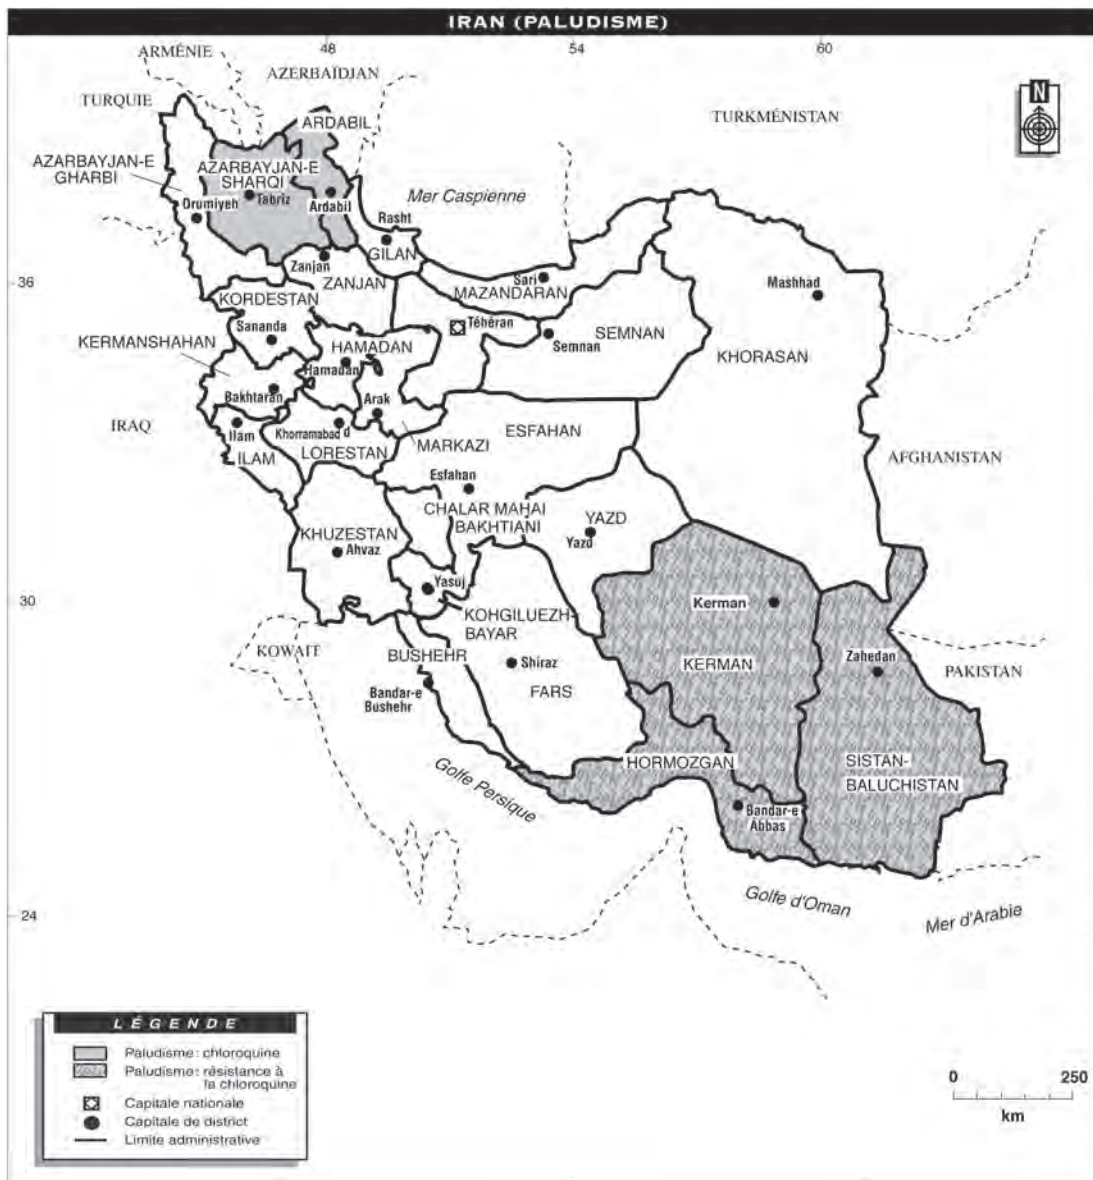 IRAN (PALUDISME)
48
54
60
ARMÉNIE
AZERBAÏDJAN
TURQUIE
TURKMÉNISTAN
N
ARDABIL
AZARBAYJAN-E
GHARBI
AZARBAYJAN-E
SHARQI
Tabriz
Ardabil
Orumiyeh
Mer Caspienne
Rasht
GILAN
Zanjan
ZANJAN
36
Sari
MAZANDARAN
Mashhad
KORDESTAN
Sananda
Téhéran
SEMNAN
Semnan
KERMANSHAHAN
HAMADAN
Hamadan
KHORASAN
Bakhtaran
Arak
IRAQ
Ilam
ILAM
Khorramabad d
LORESTAN
MARKAZI
ESFAHAN
AFGHANISTAN
Esfahan
CHALAR MAHAI
BAKHTIANI
YAZD
Yazd
KHUZESTAN
Ahvaz
30
Yasuj
KOHGILUEZH-
BAYAR
Kerman
KERMAN
KOWAIT
BUSHEHR
Shiraz
FARS
Zahedan
PAKISTAN
Bandar-e
Bushehr
HORMOZGAN
SISTAN-
BALUCHISTAN
Golfe Persique
Bandar-e
Abbas
Golfe d'Oman
Mer d'Arabie
24
LÉGENDE
Paludisme: chloroquine
Paludisme: résistance à
la chloroquine
Capitale nationale
Capitale de district
Limite administrative
0 250
km